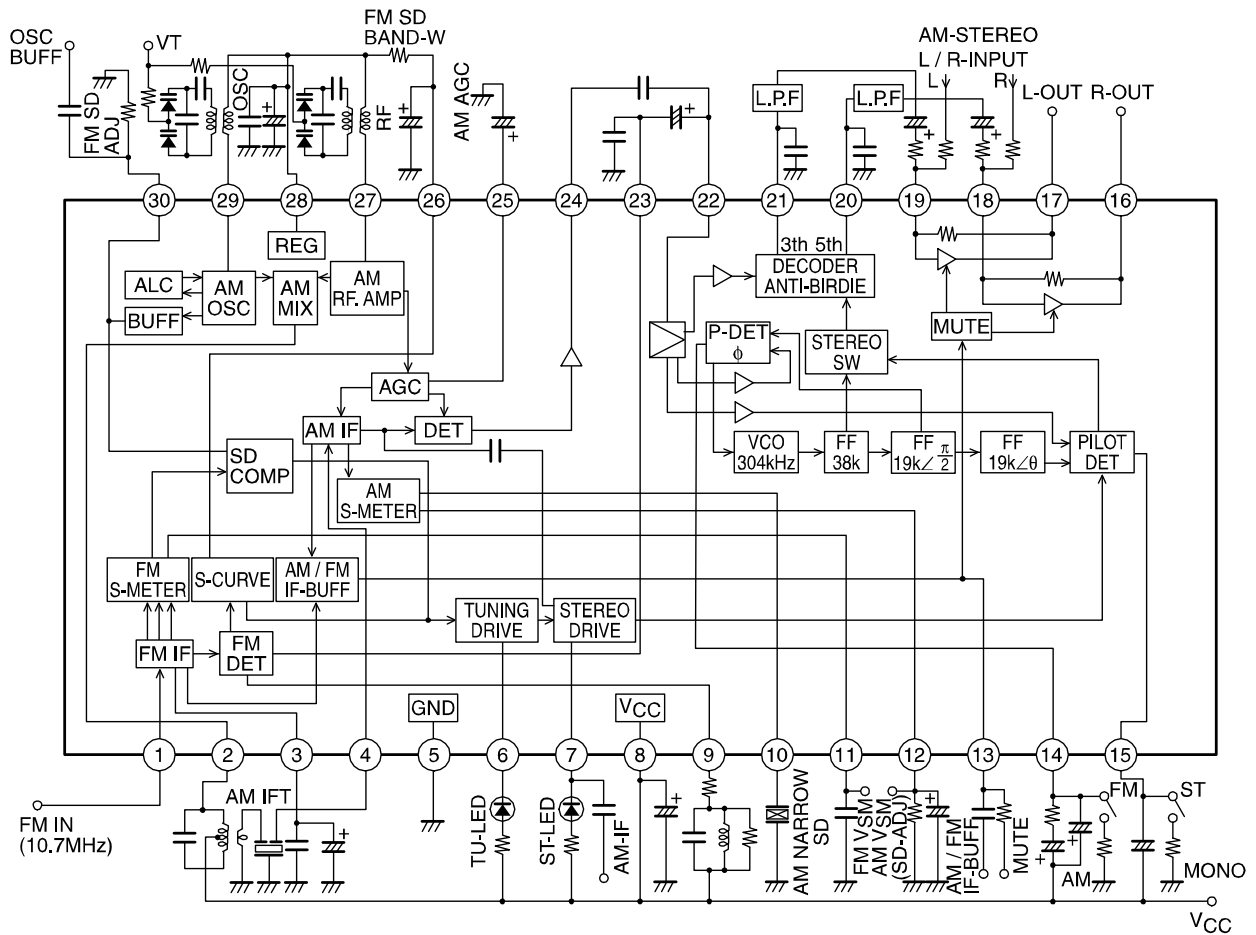 OSC
BUFF
VT
FM SD
BAND-W
AM-STEREO
L / R-INPUT
L
R
L-OUT
R-OUT
FM SD
ADJ
OSC
+
+
RF
+
AM AGC
+
+
L.P.F
L.P.F
+
+
30
29
28
27
26
25
24
23
22
21
20
19
18
17
16
REG
3th 5th
ALC
AM
OSC
AM
MIX
AM
RF. AMP
DECODER
ANTI-BIRDIE
BUFF
MUTE
P-DET
ϕ
STEREO
SW
AGC
AM IF
DET
VCO
304kHz
FF
38k
FF
19k∠π/2
FF
19k∠θ
PILOT
DET
SD
COMP
AM
S-METER
FM
S-METER
S-CURVE
AM / FM
IF-BUFF
TUNING
DRIVE
STEREO
DRIVE
FM IF
FM
DET
GND
VCC
1
2
3
4
5
6
7
8
9
10
11
12
13
14
15
FM IN
(10.7MHz)
AM IFT
+
TU-LED
ST-LED
AM-IF
+
AM NARROW
SD
FM VSM
AM VSM
(SD-ADJ)
+
AM / FM
IF-BUFF
MUTE
FM
+
+
AM
ST
MONO
VCC